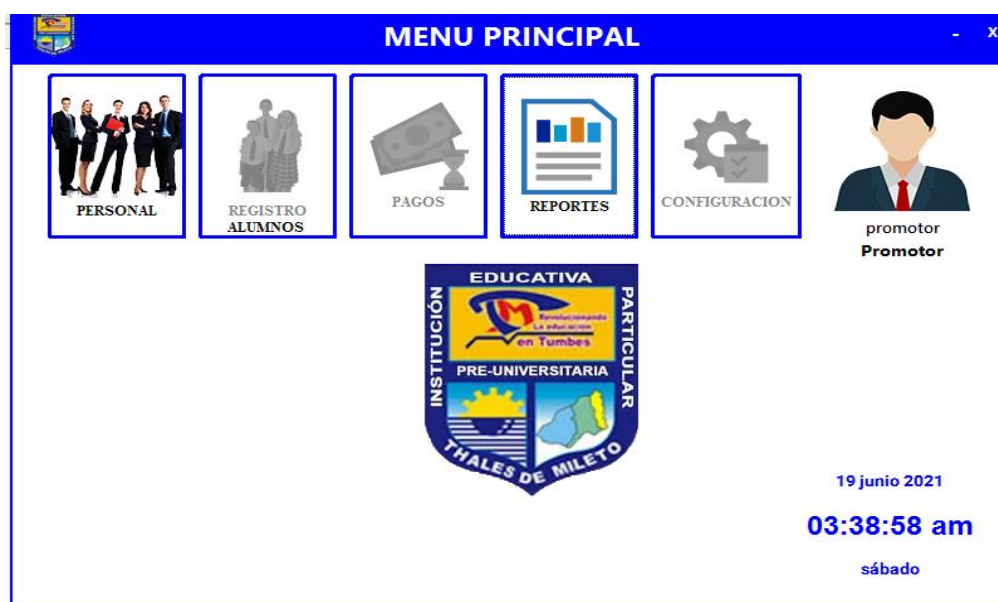 MENU PRINCIPAL
- X
PERSONAL
REGISTRO
ALUMNOS
PAGOS
REPORTES
CONFIGURACION
promotor
Promotor
INSTITUCIÓN
EDUCATIVA
PARTICULAR
TM
Revolucionando
La educación
en Tumbes
PRE-UNIVERSITARIA
THALES DE MILETO
19 junio 2021
03:38:58 am
sábado